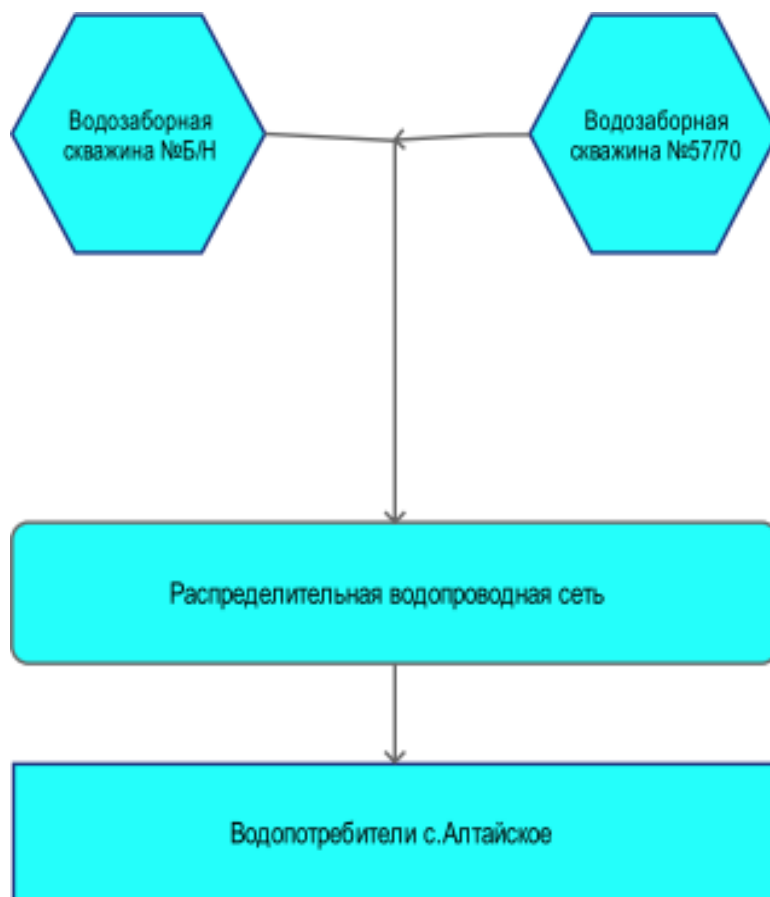 Водозаборная
скважина №Б/Н
Водозаборная
скважина №57/70
Распределительная водопроводная сеть
Водопотребители с.Алтайское